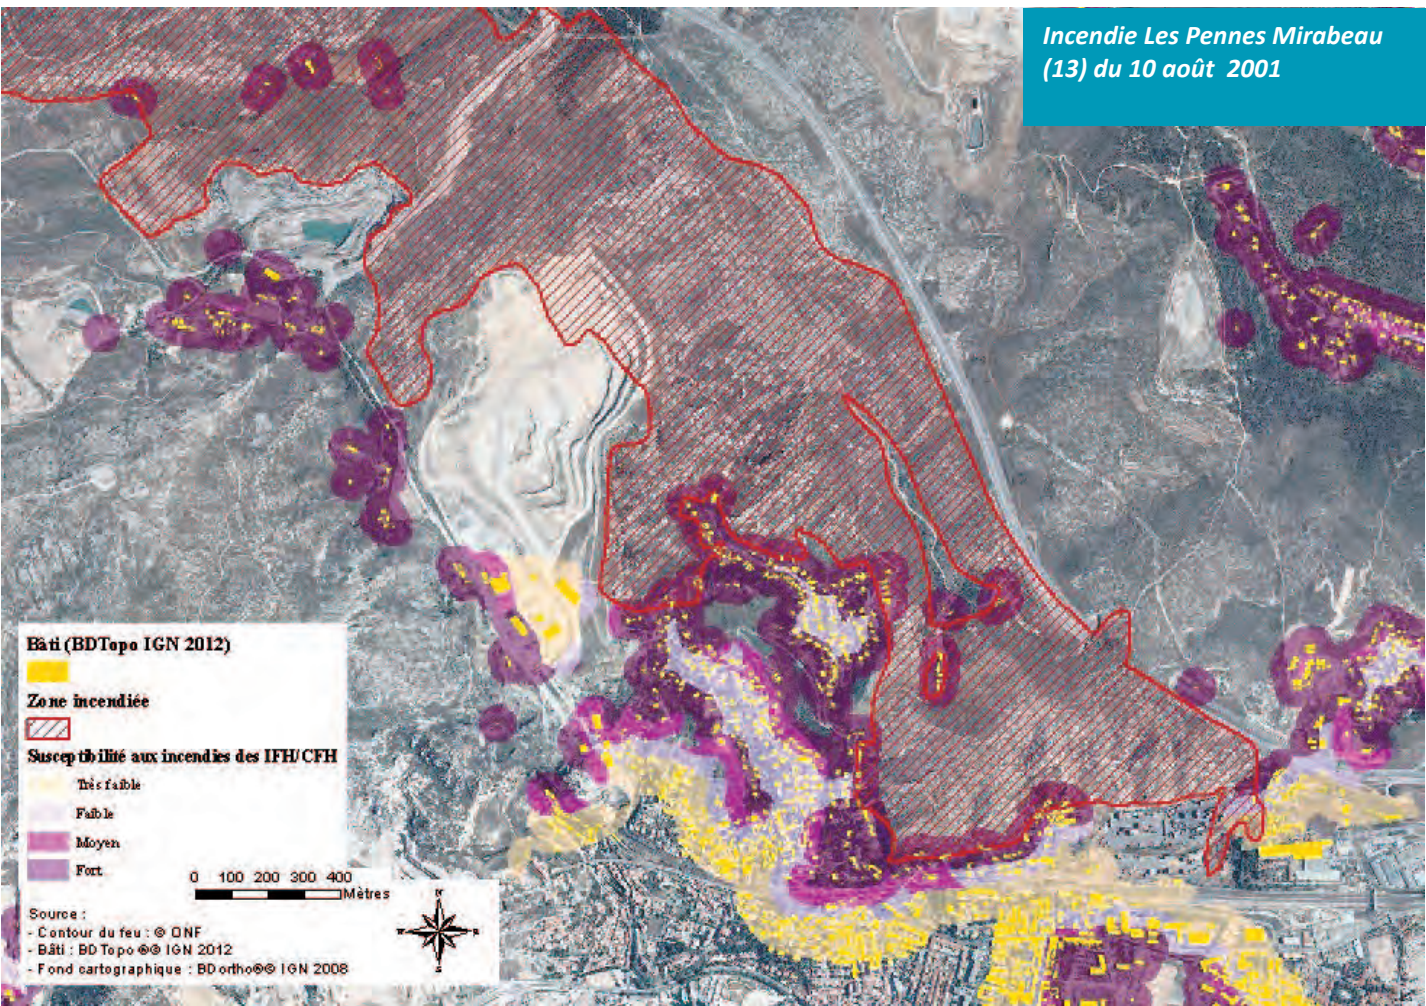 Incendie Les Pennes Mirabeau
(13) du 10 août 2001
Bâti (BDTopo IGN 2012)
Zone incendiée
Susceptibilité aux incendies des IFH/CFH
Très faible
Faible
Moyen
Fort
0 100 200 300 400
Mètres
N
Source :
- Contour du feu : © ONF
- Bâti : BD Topo ®© IGN 2012
- Fond cartographique : BDortho®© IGN 2008
S